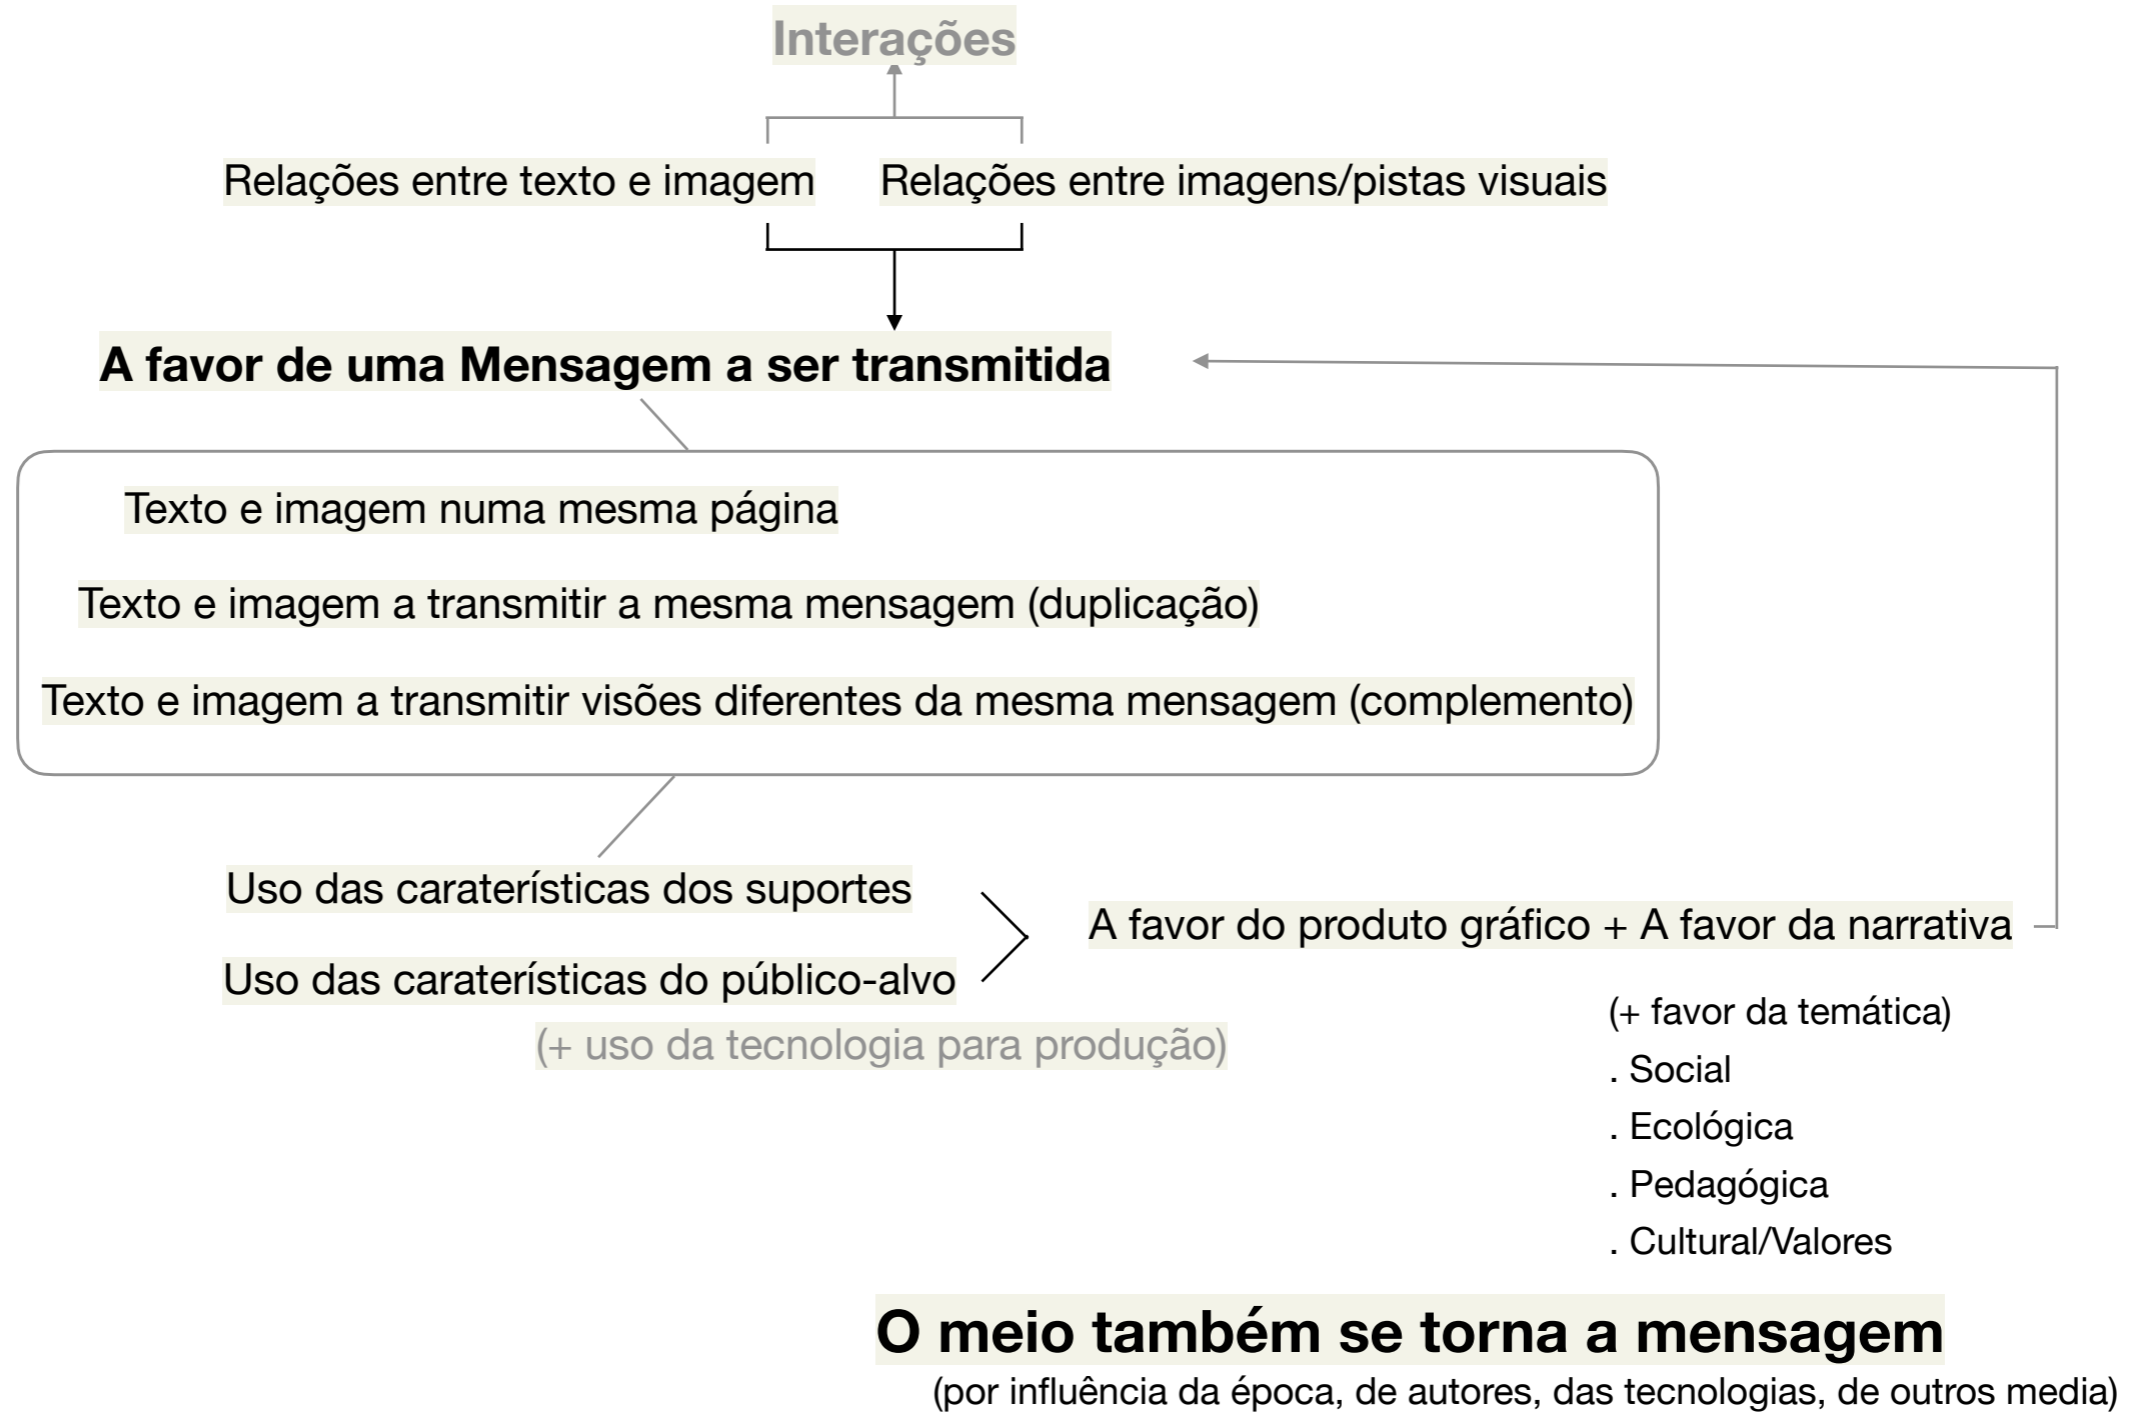 Interações
Relações entre texto e imagem
Relações entre imagens/pistas visuais
A favor de uma Mensagem a ser transmitida
Texto e imagem numa mesma página
Texto e imagem a transmitir a mesma mensagem (duplicação)
Texto e imagem a transmitir visões diferentes da mesma mensagem (complemento)
Uso das caraterísticas dos suportes
Uso das caraterísticas do público-alvo
(+ uso da tecnologia para produção)
A favor do produto gráfico + A favor da narrativa
(+ favor da temática)
. Social
. Ecológica
. Pedagógica
. Cultural/Valores
O meio também se torna a mensagem
(por influência da época, de autores, das tecnologias, de outros media)